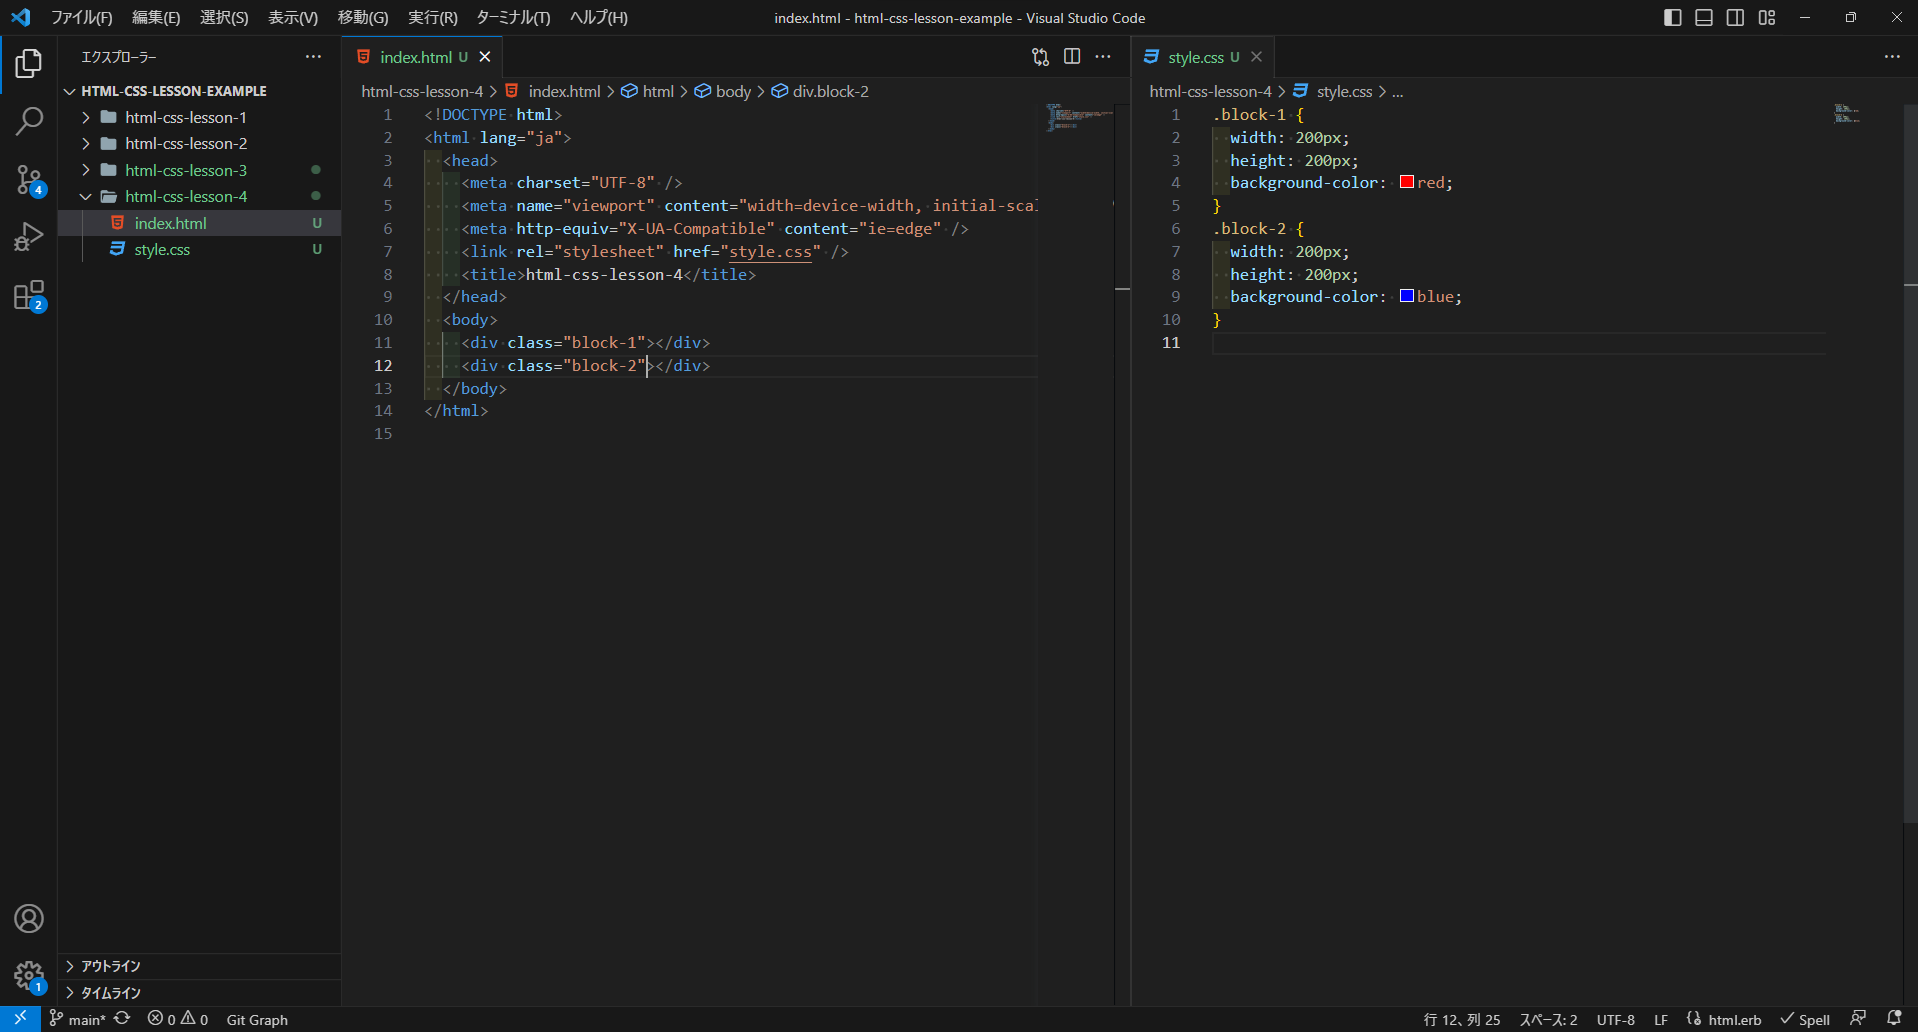 ファイル(F) 編集(E) 選択(S) 表示(V) 移動(G) 実行(R) ターミナル(T) ヘルプ(H)
index.html - html-css-lesson-example - Visual Studio Code
エクスプローラー
HTML-CSS-LESSON-EXAMPLE
html-css-lesson-1
html-css-lesson-2
html-css-lesson-3
html-css-lesson-4
index.html U
style.css U
4
2
1
アウトライン
タイムライン
index.html U
html-css-lesson-4 > index.html > html > body > div.block-2
1 <!DOCTYPE html>
2 <html lang="ja">
3 <head>
4 <meta charset="UTF-8" />
5 <meta name="viewport" content="width=device-width, initial-scal
6 <meta http-equiv="X-UA-Compatible" content="ie=edge" />
7 <link rel="stylesheet" href="style.css" />
8 <title>html-css-lesson-4</title>
9 </head>
10 <body>
11 <div class="block-1"></div>
12 <div class="block-2"></div>
13 </body>
14 </html>
15
style.css U
html-css-lesson-4 > style.css > ...
1 .block-1 {
2 width: 200px;
3 height: 200px;
4 background-color: red;
5 }
6 .block-2 {
7 width: 200px;
8 height: 200px;
9 background-color: blue;
10 }
11
main* 0 0 Git Graph
行 12、列 25 スペース: 2 UTF-8 LF html.erb Spell